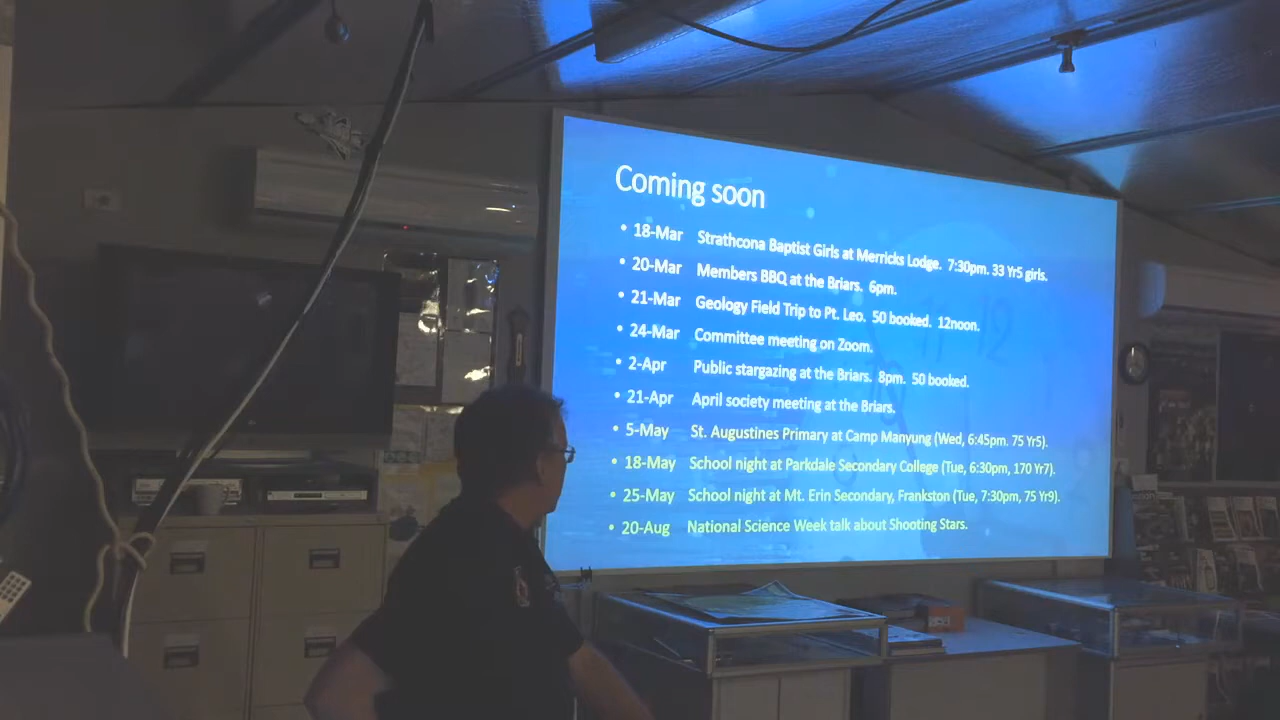 Coming soon
• 18-Mar Strathcona Baptist Girls at Merricks Lodge. 7:30pm. 33 Yr5 girls.
• 20-Mar Members BBQ at the Briars. 6pm.
• 21-Mar Geology Field Trip to Pt. Leo. 50 booked. 12noon.
• 24-Mar Committee meeting on Zoom.
• 2-Apr Public stargazing at the Briars. 8pm. 50 booked.
• 21-Apr April society meeting at the Briars.
• 5-May St. Augustines Primary at Camp Manyung (Wed, 6:45pm. 75 Yr5).
• 18-May School night at Parkdale Secondary College (Tue, 6:30pm, 170 Yr7).
• 25-May School night at Mt. Erin Secondary, Frankston (Tue, 7:30pm, 75 Yr9).
• 20-Aug National Science Week talk about Shooting Stars.